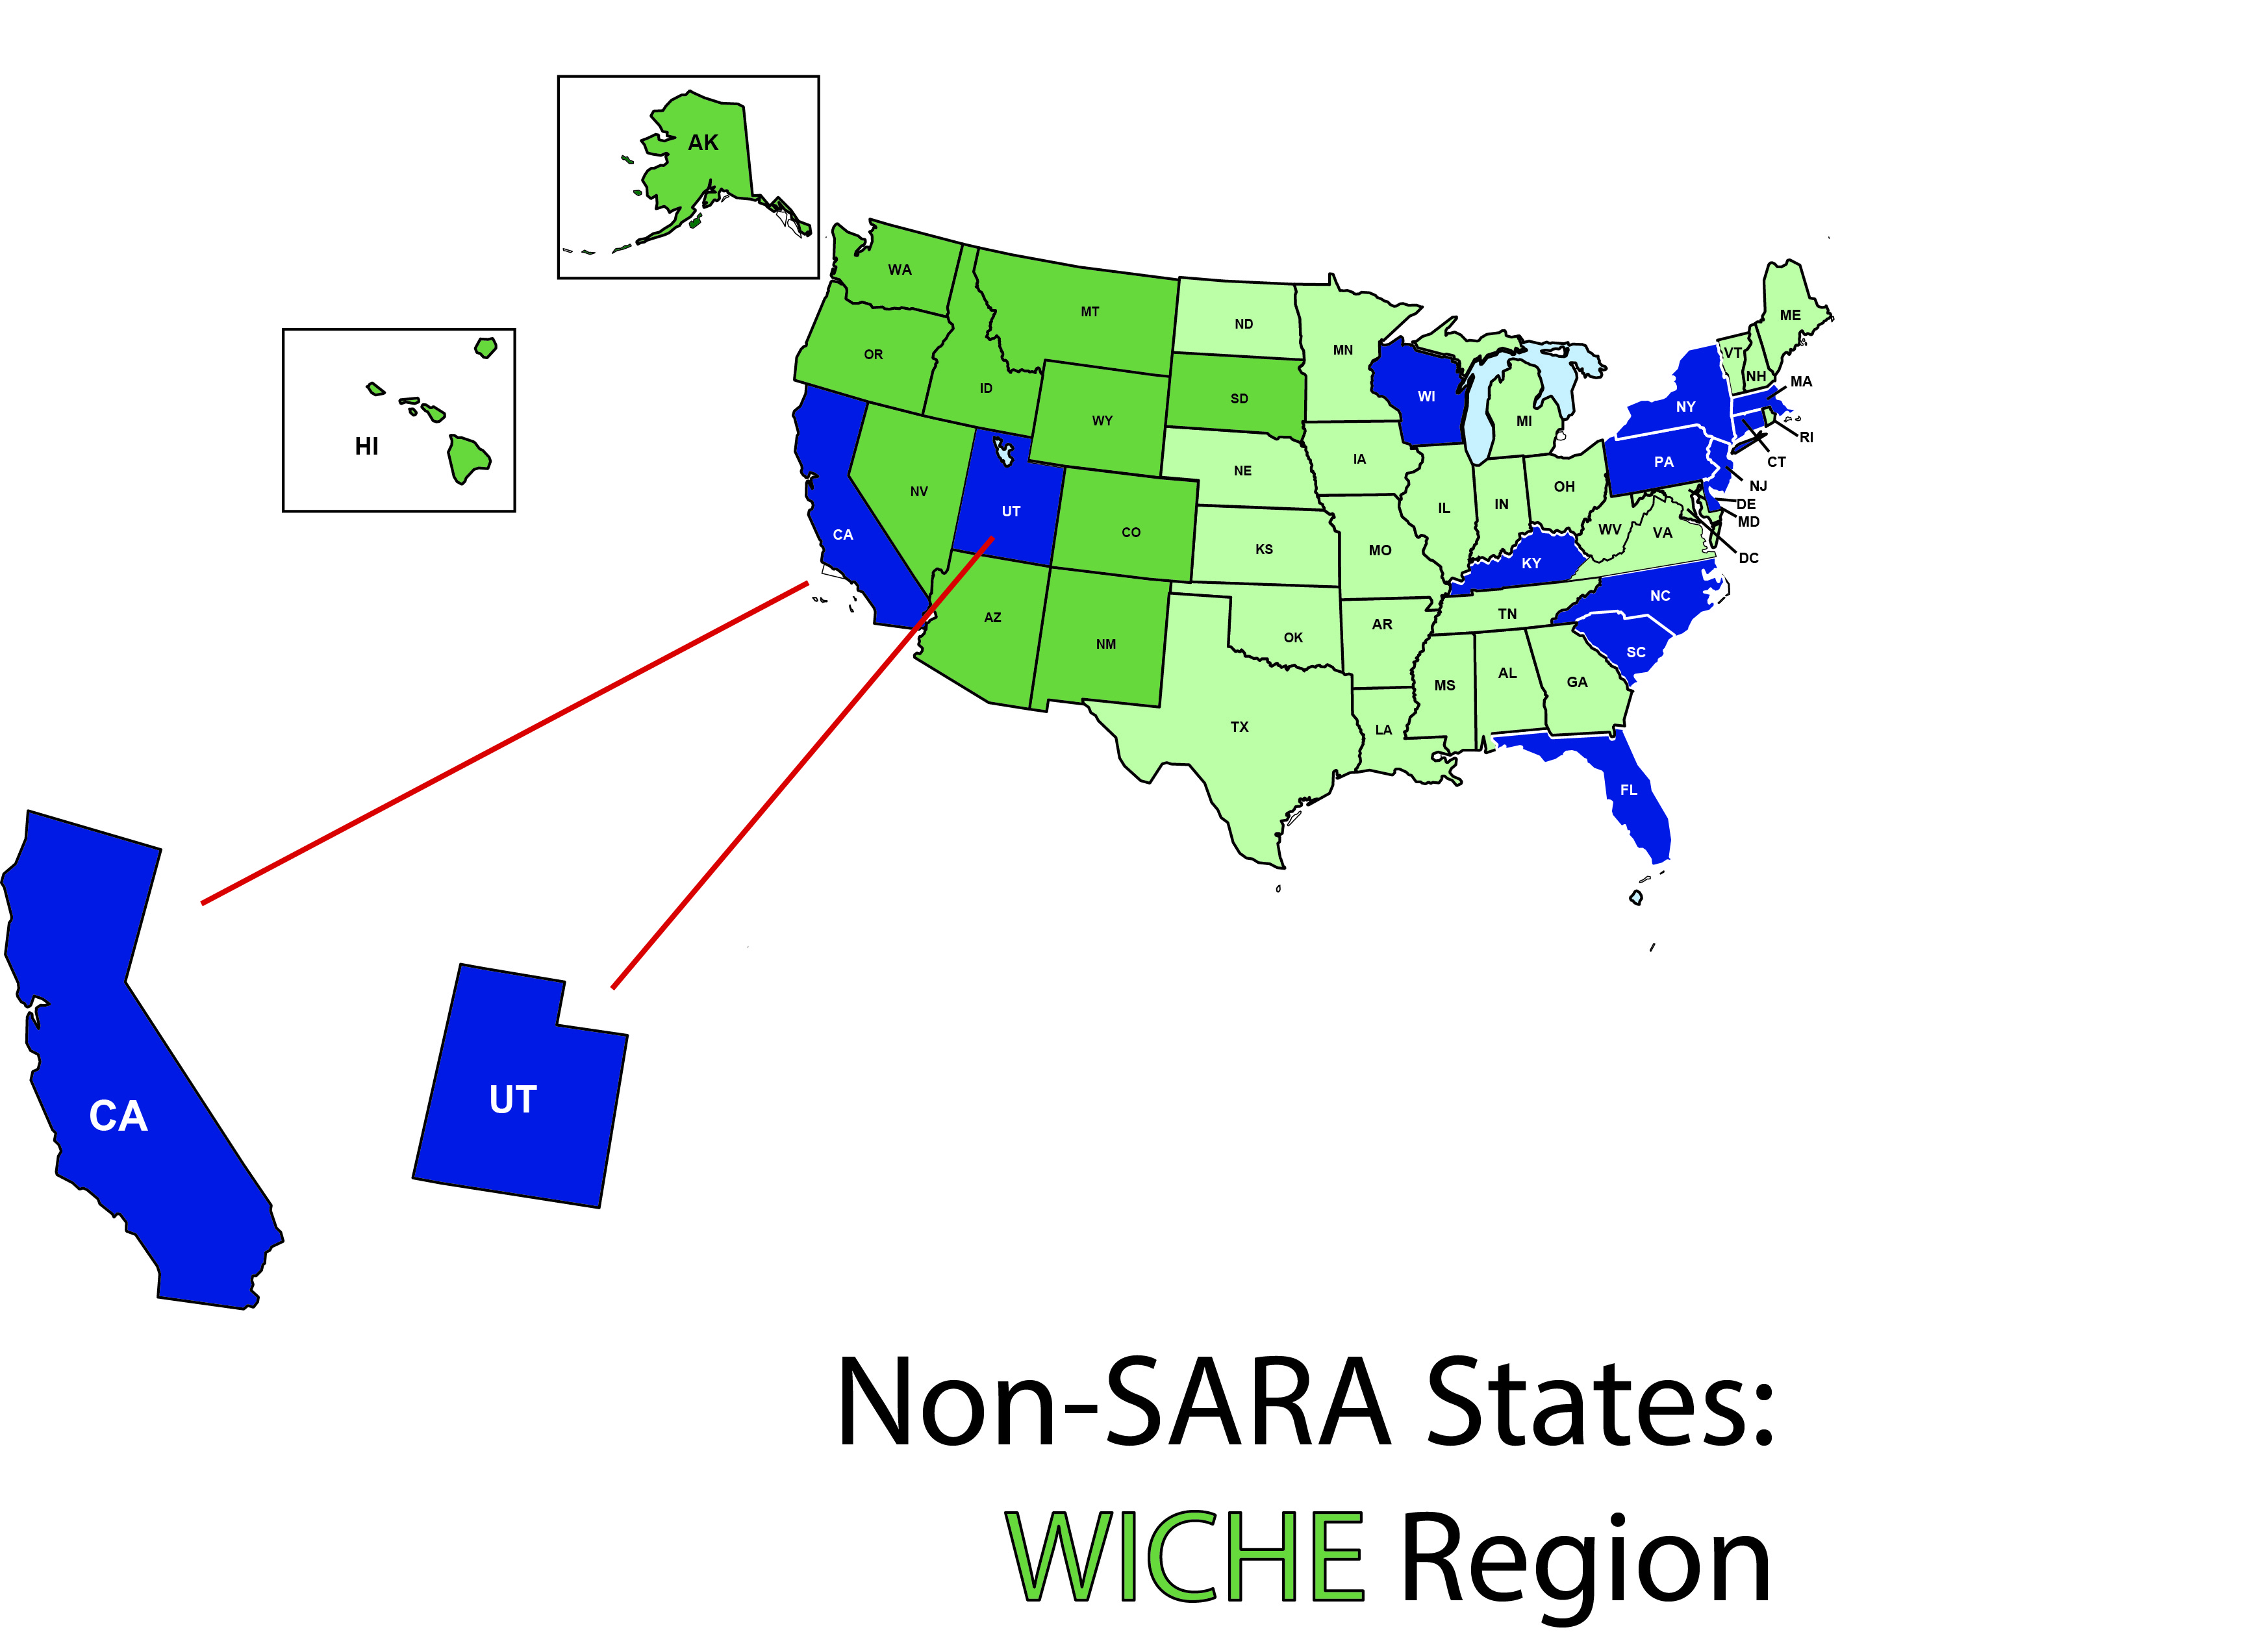 AK
HI
WA
OR
ID
MT
WY
NV
UT
CA
CO
AZ
NM
ND
SD
NE
KS
OK
TX
MN
IA
MO
AR
LA
WI
IL
MI
IN
OH
KY
TN
MS
AL
GA
FL
SC
NC
VA
WV
PA
NY
VT
NH
ME
MA
RI
CT
NJ
DE
MD
DC
CA
UT
Non-SARA States:
WICHE Region